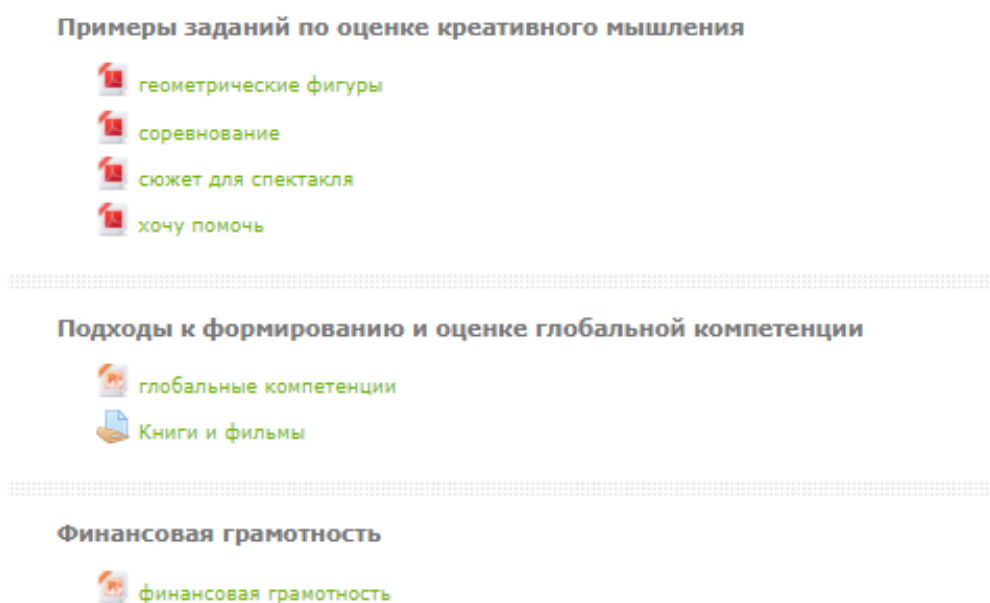 Примеры заданий по оценке креативного мышления
геометрические фигуры
соревнование
сюжет для спектакля
хочу помочь
Подходы к формированию и оценке глобальной компетенции
глобальные компетенции
Книги и фильмы
Финансовая грамотность
финансовая грамотность